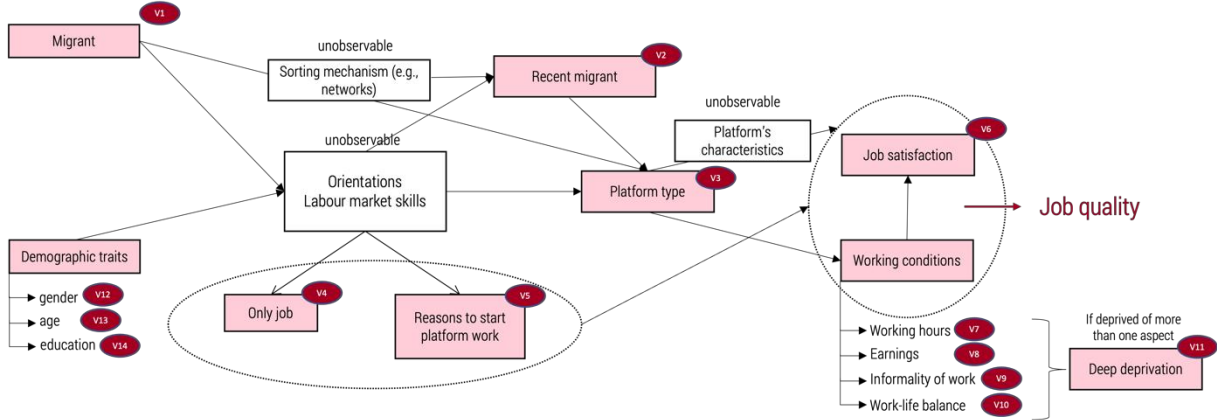 V1
Migrant
unobservable
Sorting mechanism (e.g.,
networks)
V2
Recent migrant
unobservable
Platform's
characteristics
V6
Job satisfaction
unobservable
Orientations
Labour market skills
V3
Platform type
Job quality
Demographic traits
gender V12
age V13
education V14
V4
Only job
V5
Reasons to start
platform work
Working conditions
Working hours V7
Earnings V8
Informality of work V9
Work-life balance V10
If deprived of more
than one aspect
V11
Deep deprivation